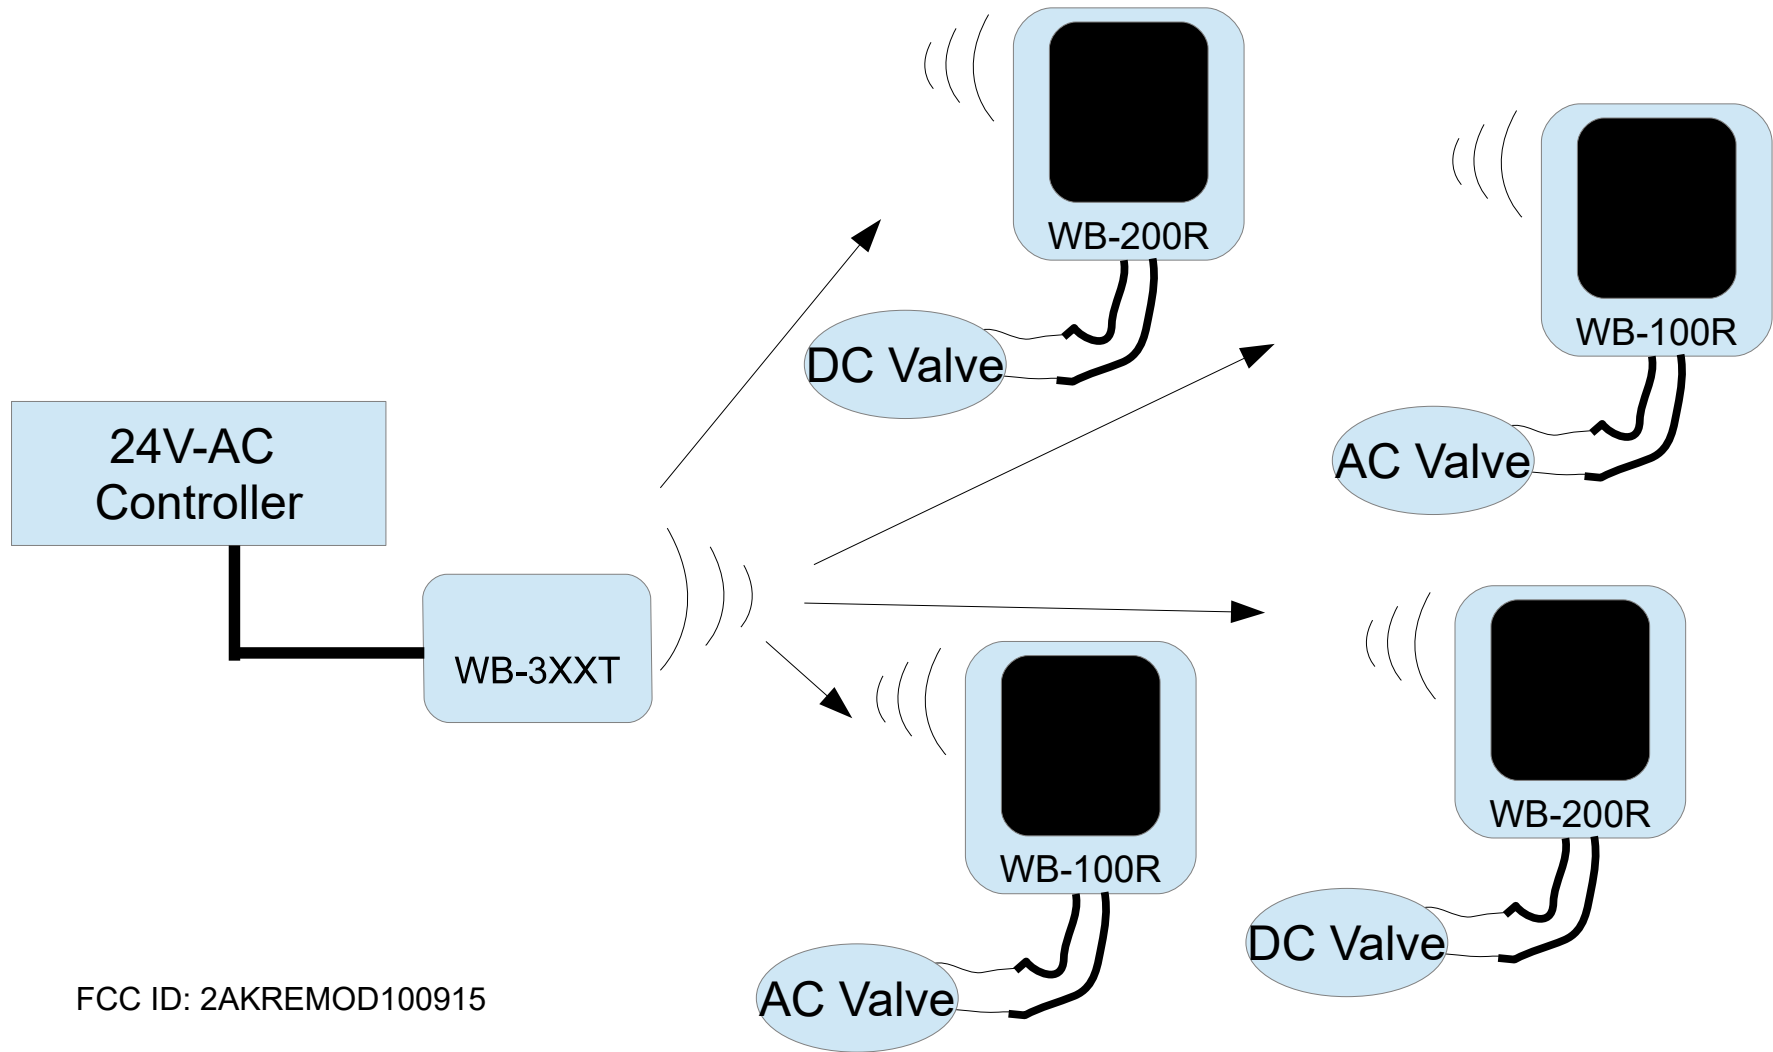 WB-200R
WB-100R
DC Valve
24V-AC
Controller
AC Valve
WB-3XXT
WB-200R
WB-100R
DC Valve
FCC ID: 2AKREMOD100915
AC Valve